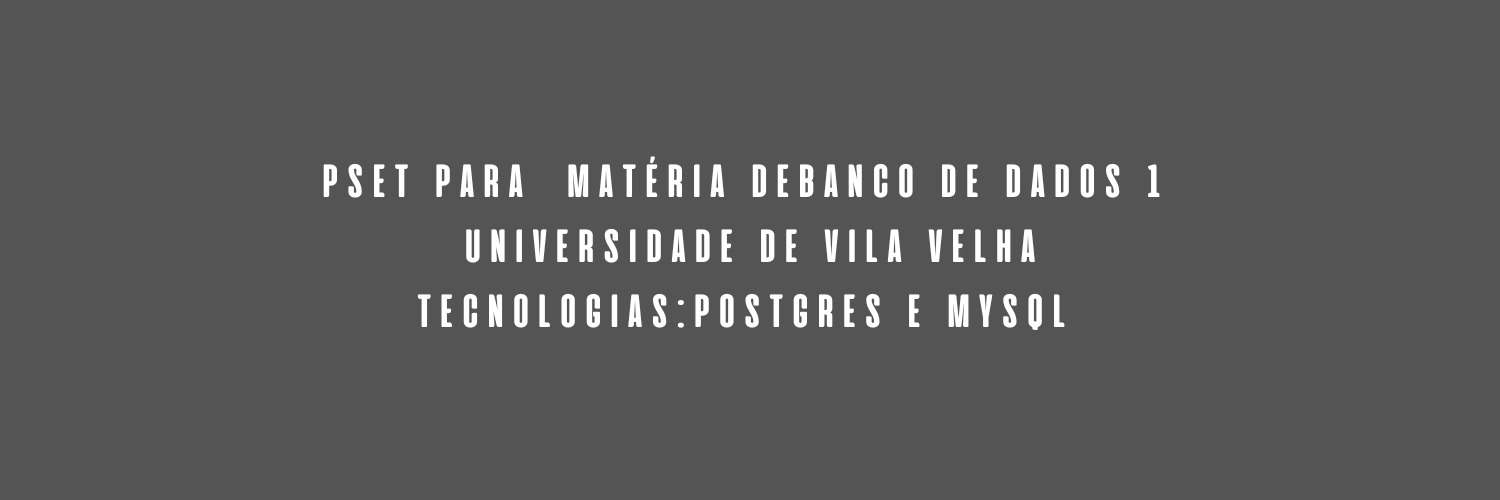 PSET PARA  MATÉRIA DEBANCO DE DADOS 1
UNIVERSIDADE DE VILA VELHA
TECNOLOGIAS:POSTGRES E MYSQL